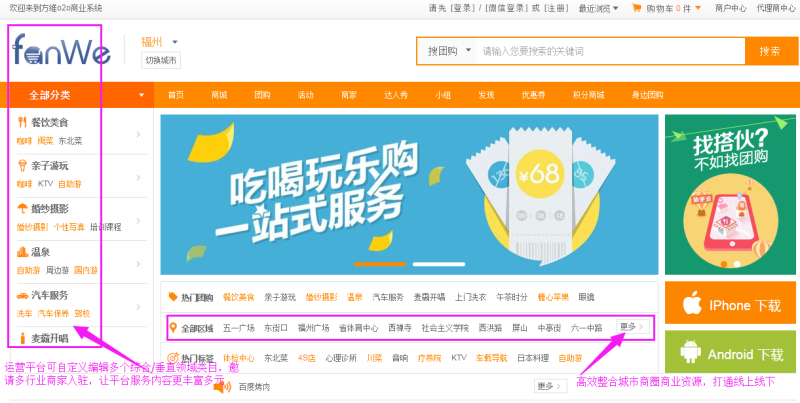 欢迎来到方维o2o商业系统
请先 [登录] / [微信登录] 或 [注册] 最近浏览 购物车 0 件 商户中心 代理商中心
fanWe
福州
切换城市
搜团购 请输入您要搜索的关键词 搜索
全部分类 首页 商城 团购 活动 商家 达人秀 小组 发现 优惠券 积分商城 身边团购
餐饮美食
咖啡 闽菜 东北菜
亲子游玩
咖啡 KTV 自助游
婚纱摄影
婚纱摄影 个性写真 培训课程
温泉
自助游 周边游 国内游
汽车服务
洗车 汽车保养 驾校
麦霸开唱
吃喝玩乐购
一站式服务
¥68
找搭伙?
不如找团购
热门团购 餐饮美食 亲子游玩 婚纱摄影 温泉 汽车服务 麦霸开唱 上门洗衣 午茶时分 糖心苹果 眼镜
全部区域 五一广场 东街口 福州广场 省体育中心 西禅寺 社会主义学院 西洪路 屏山 中亭街 六一中路 更多
热门标签 体检中心 东北菜 4S店 心理诊所 川菜 音响 疗养院 KTV 车载导航 日本料理 自助游
百度烤肉 更多
IPhone 下载
Android 下载
运营平台可自定义编辑多个综合/垂直领域类目，邀
请多行业商家入驻，让平台服务内容更丰富多元
高效整合城市商圈商业资源，打通线上线下